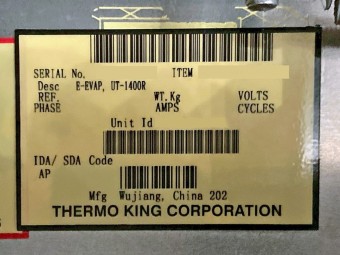 SERIAL No. ITEM
Desc E-EVAP, UT-1400R
REF. WT.Kg VOLTS
PHASE AMPS CYCLES
Unit Id
IDA/ SDA Code
AP
Mfg Wujiang, China 202
THERMO KING CORPORATION